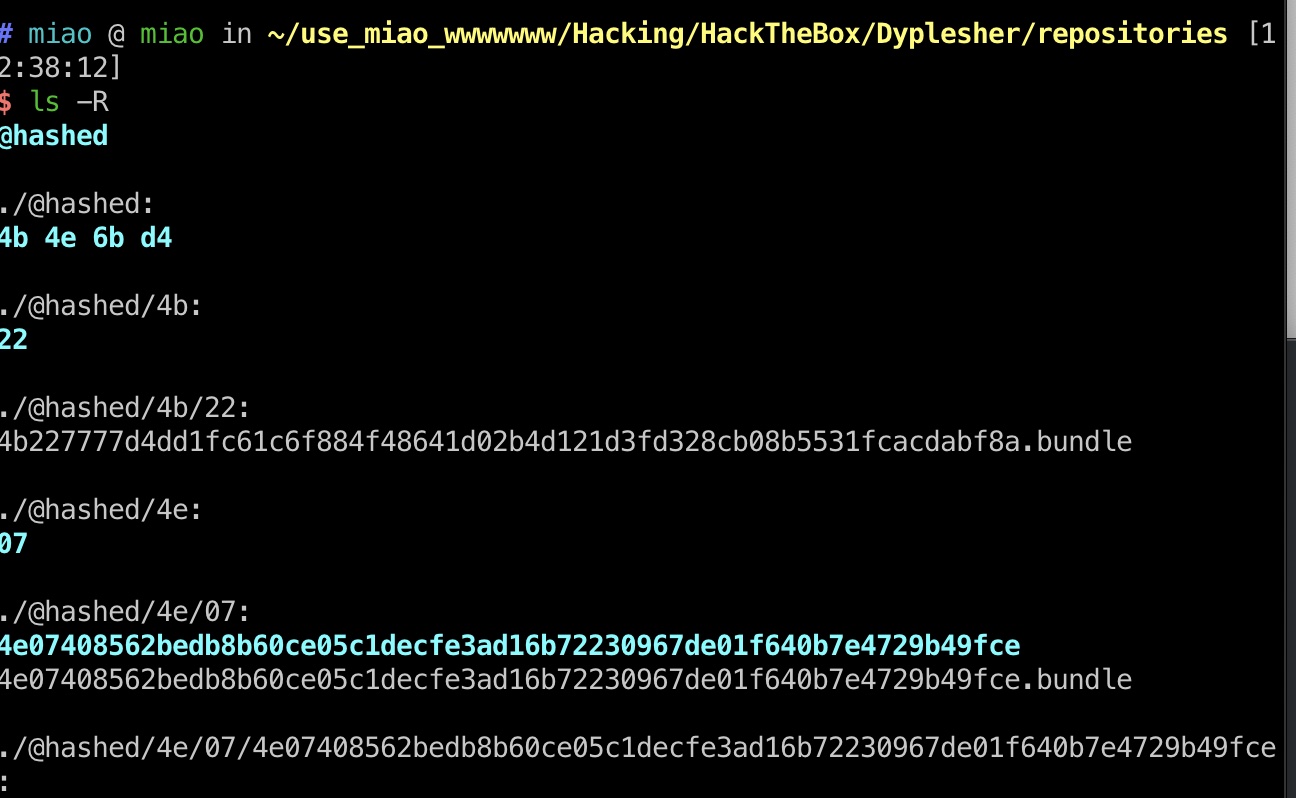 # miao @ miao in ~/use_miao_wwwwwww/Hacking/HackTheBox/Dyplesher/repositories [1
2:38:12]
$ ls -R
@hashed
./@hashed:
4b 4e 6b d4
./@hashed/4b:
22
./@hashed/4b/22:
4b227777d4dd1fc61c6f884f48641d02b4d121d3fd328cb08b5531fcacdabf8a.bundle
./@hashed/4e:
07
./@hashed/4e/07:
4e07408562bedb8b60ce05c1decfe3ad16b72230967de01f640b7e4729b49fce
4e07408562bedb8b60ce05c1decfe3ad16b72230967de01f640b7e4729b49fce.bundle
./@hashed/4e/07/4e07408562bedb8b60ce05c1decfe3ad16b72230967de01f640b7e4729b49fce
: